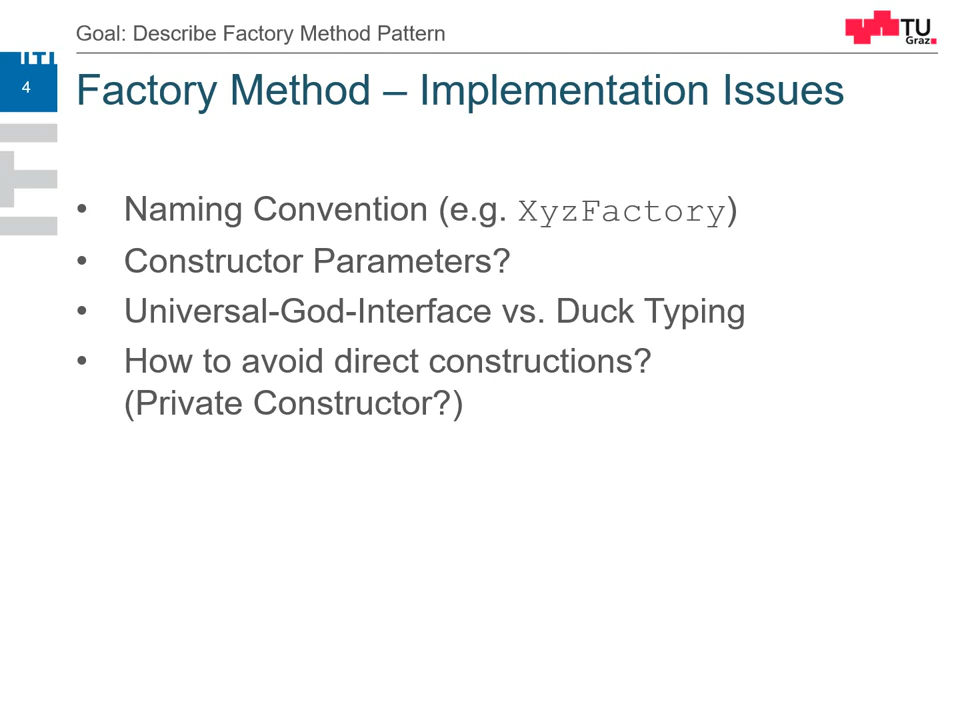 Goal: Describe Factory Method Pattern
TU
Graz
4
Factory Method – Implementation Issues
• Naming Convention (e.g. XyzFactory)
• Constructor Parameters?
• Universal-God-Interface vs. Duck Typing
• How to avoid direct constructions?
(Private Constructor?)